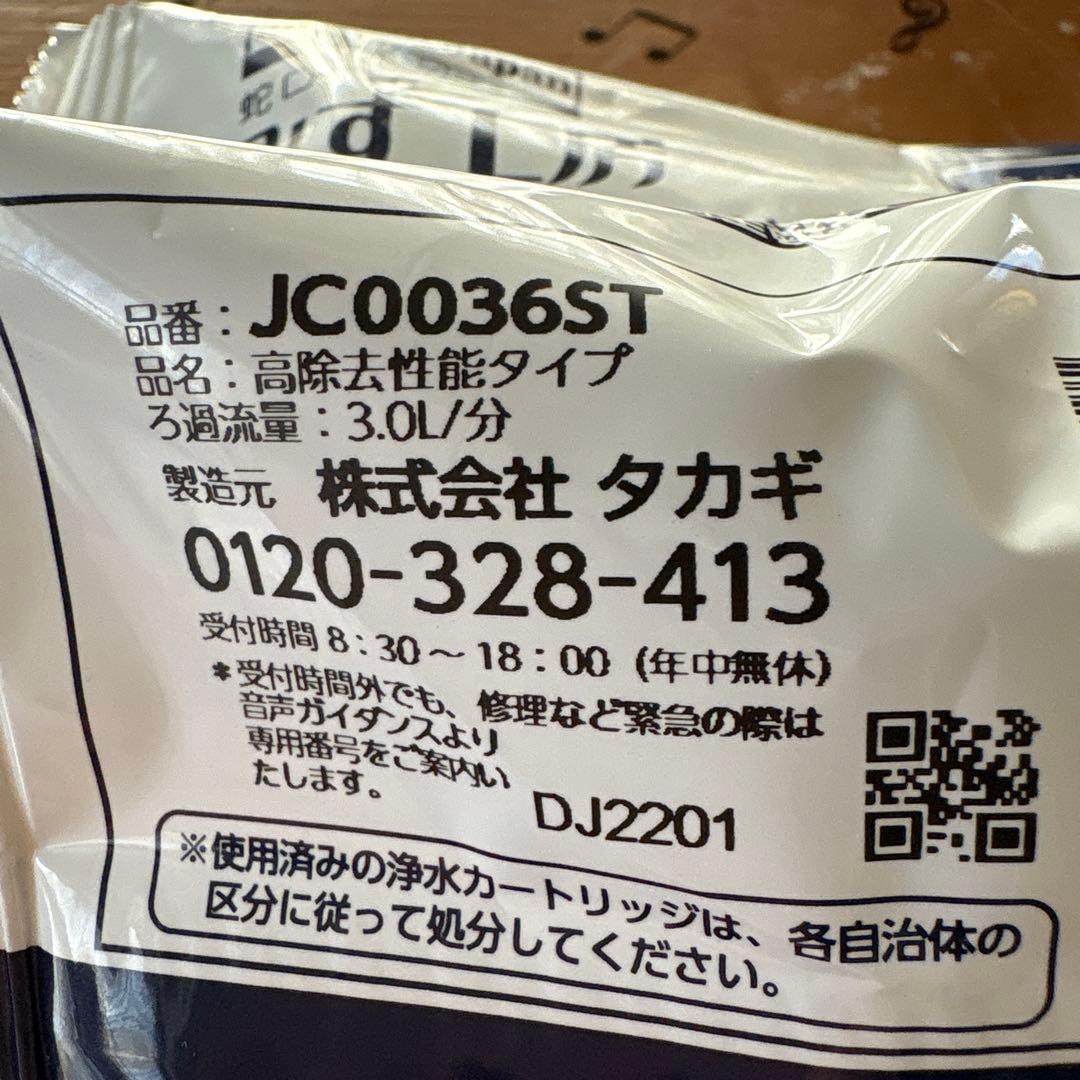 蛇口
品番：JC0036ST
品名：高除去性能タイプ
ろ過流量：3.0L/分
製造元 株式会社 タカギ
0120-328-413
受付時間 8：30～18：00（年中無休）
*受付時間外でも、修理など緊急の際は
音声ガイダンスより
専用番号をご案内い
たします。
DJ2201
※使用済みの浄水カートリッジは、各自治体の
区分に従って処分してください。